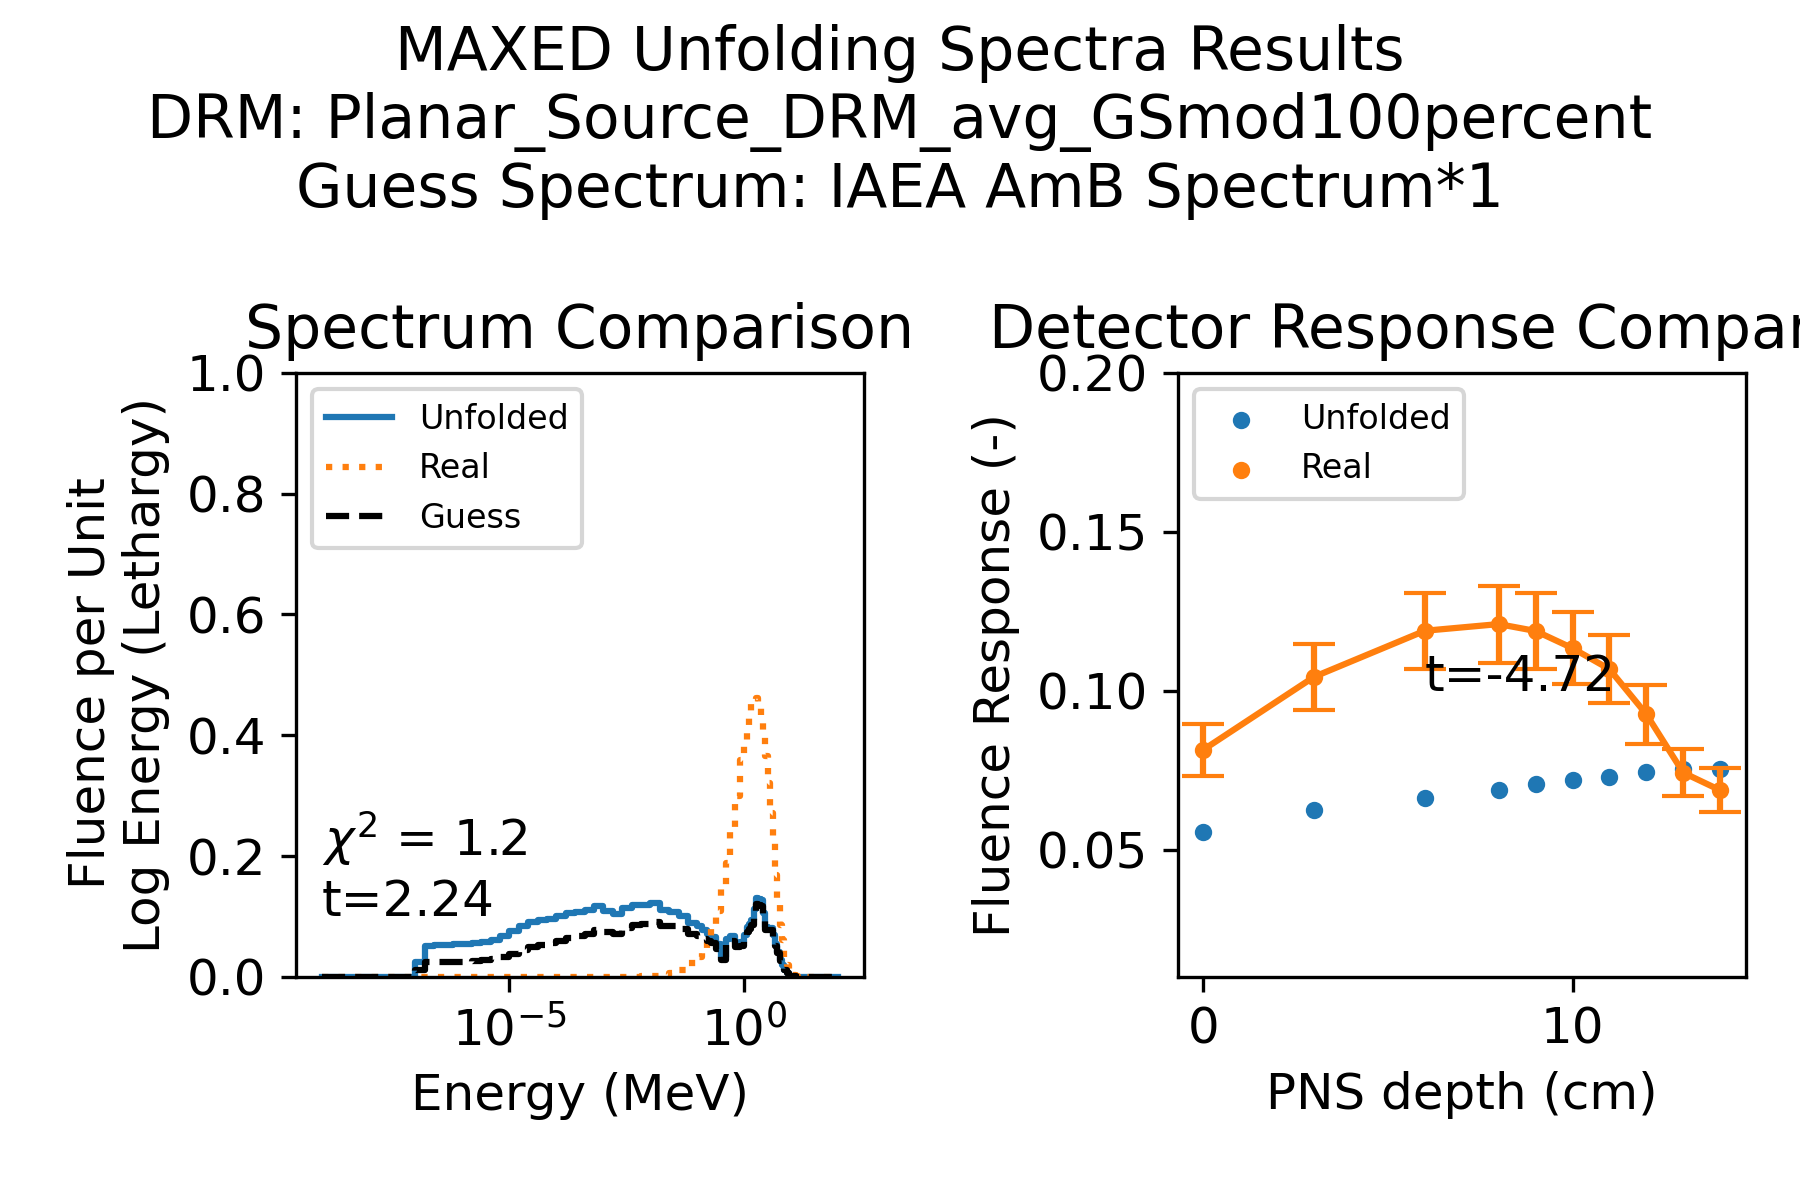 MAXED Unfolding Spectra Results
DRM: Planar_Source_DRM_avg_GSmod100percent
Guess Spectrum: IAEA AmB Spectrum*1
Spectrum Comparison
1.0
0.8
0.6
0.4
0.2
0.0
Fluence per Unit
Log Energy (Lethargy)
Unfolded
Real
Guess
χ² = 1.2
t=2.24
10⁻⁵
10⁰
Energy (MeV)
Detector Response Compar
0.20
0.15
0.10
0.05
Fluence Response (-)
Unfolded
Real
t=-4.72
0
10
PNS depth (cm)